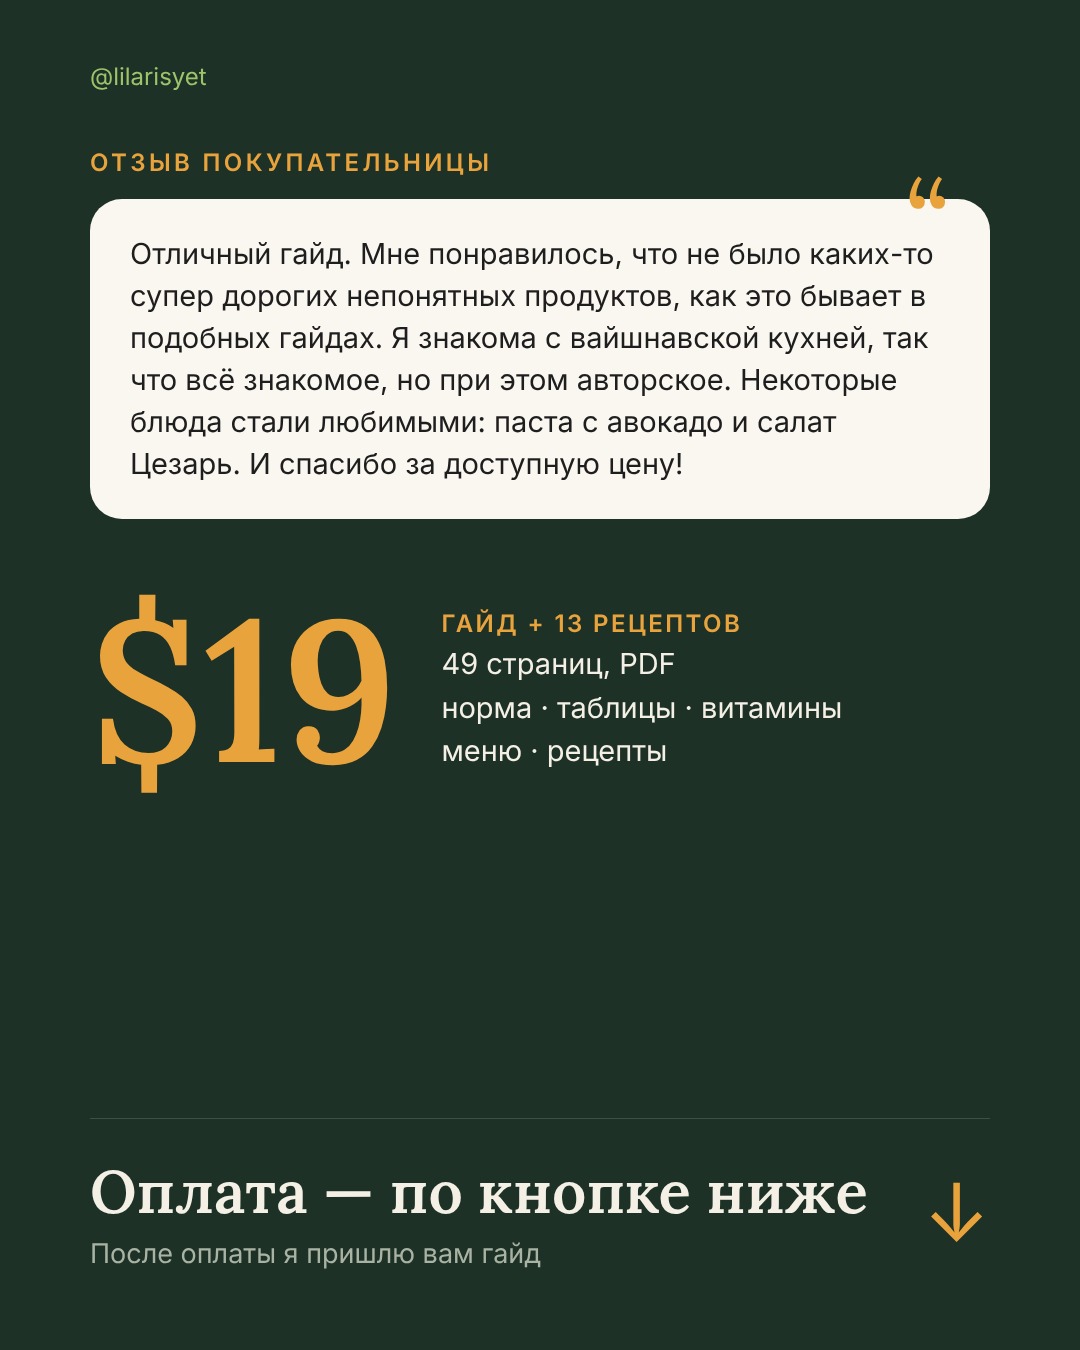 @lilarisyet
ОТЗЫВ ПОКУПАТЕЛЬНИЦЫ
“
Отличный гайд. Мне понравилось, что не было каких-то
супер дорогих непонятных продуктов, как это бывает в
подобных гайдах. Я знакома с вайшнавской кухней, так
что всё знакомое, но при этом авторское. Некоторые
блюда стали любимыми: паста с авокадо и салат
Цезарь. И спасибо за доступную цену!
$19
ГАЙД + 13 РЕЦЕПТОВ
49 страниц, PDF
норма · таблицы · витамины
меню · рецепты
Оплата — по кнопке ниже
↓
После оплаты я пришлю вам гайд